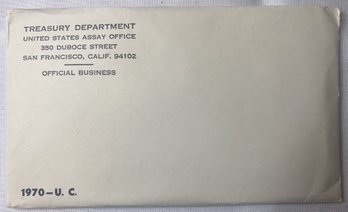 TREASURY DEPARTMENT
UNITED STATES ASSAY OFFICE
350 DUBOCE STREET
SAN FRANCISCO, CALIF. 94102
OFFICIAL BUSINESS
1970-U. C.